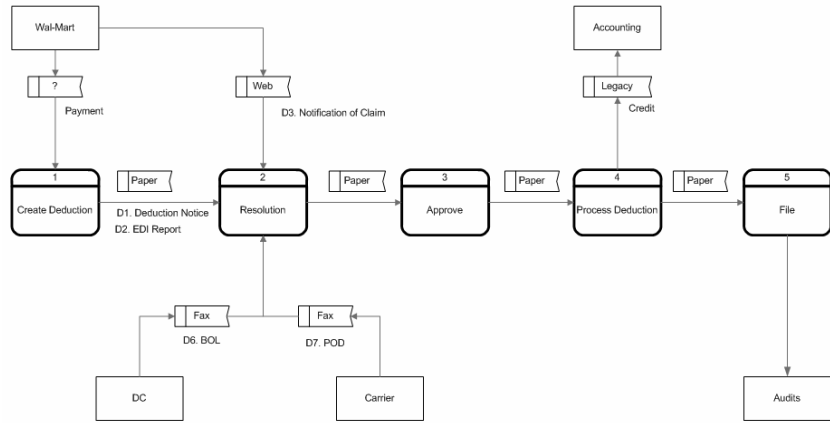 Wal-Mart
Accounting
?
Web
Legacy
Payment
D3. Notification of Claim
Credit
1
2
3
4
5
Paper
Paper
Paper
Paper
Create Deduction
D1. Deduction Notice
D2. EDI Report
Resolution
Approve
Process Deduction
File
Fax
Fax
D6. BOL
D7. POD
DC
Carrier
Audits